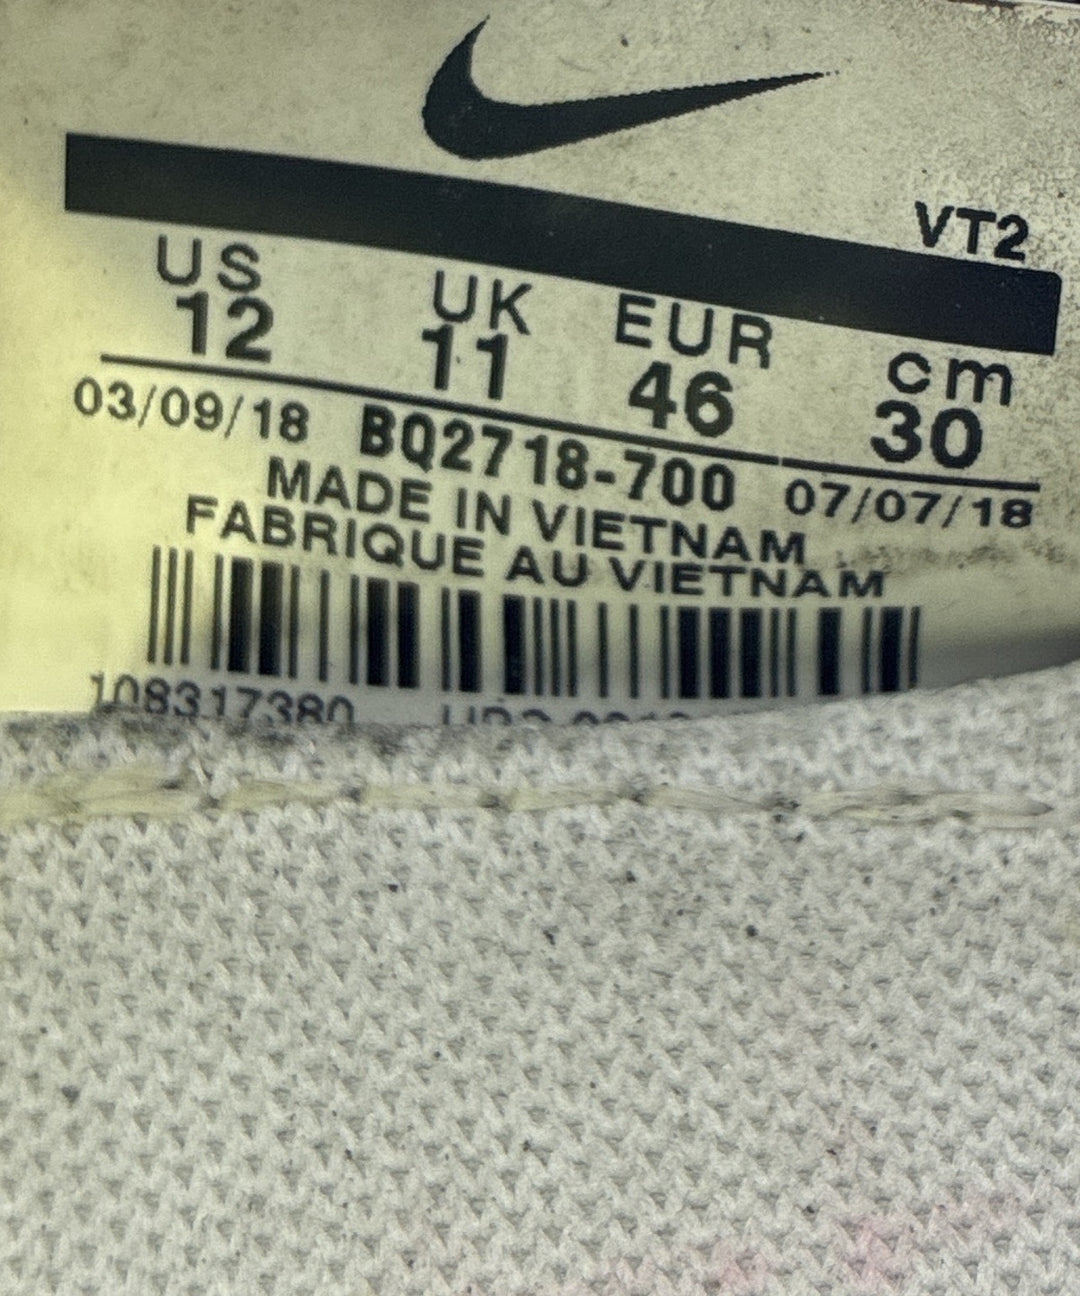 VT2
US UK EUR cm
12 11 46 30
03/09/18 BQ2718-700 07/07/18
MADE IN VIETNAM
FABRIQUE AU VIETNAM
108317380